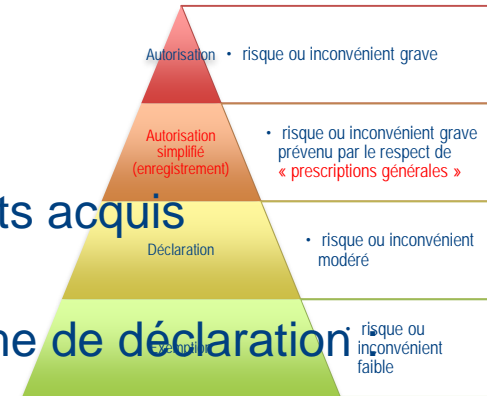 Autorisation • risque ou inconvénient grave
Autorisation
simplifié
(enregistrement)
• risque ou inconvénient grave
prévenu par le respect de
« prescriptions générales »
ts acquis
Déclaration
• risque ou inconvénient
modéré
ne de déclaration :
Exemption
• risque ou
inconvénient
faible